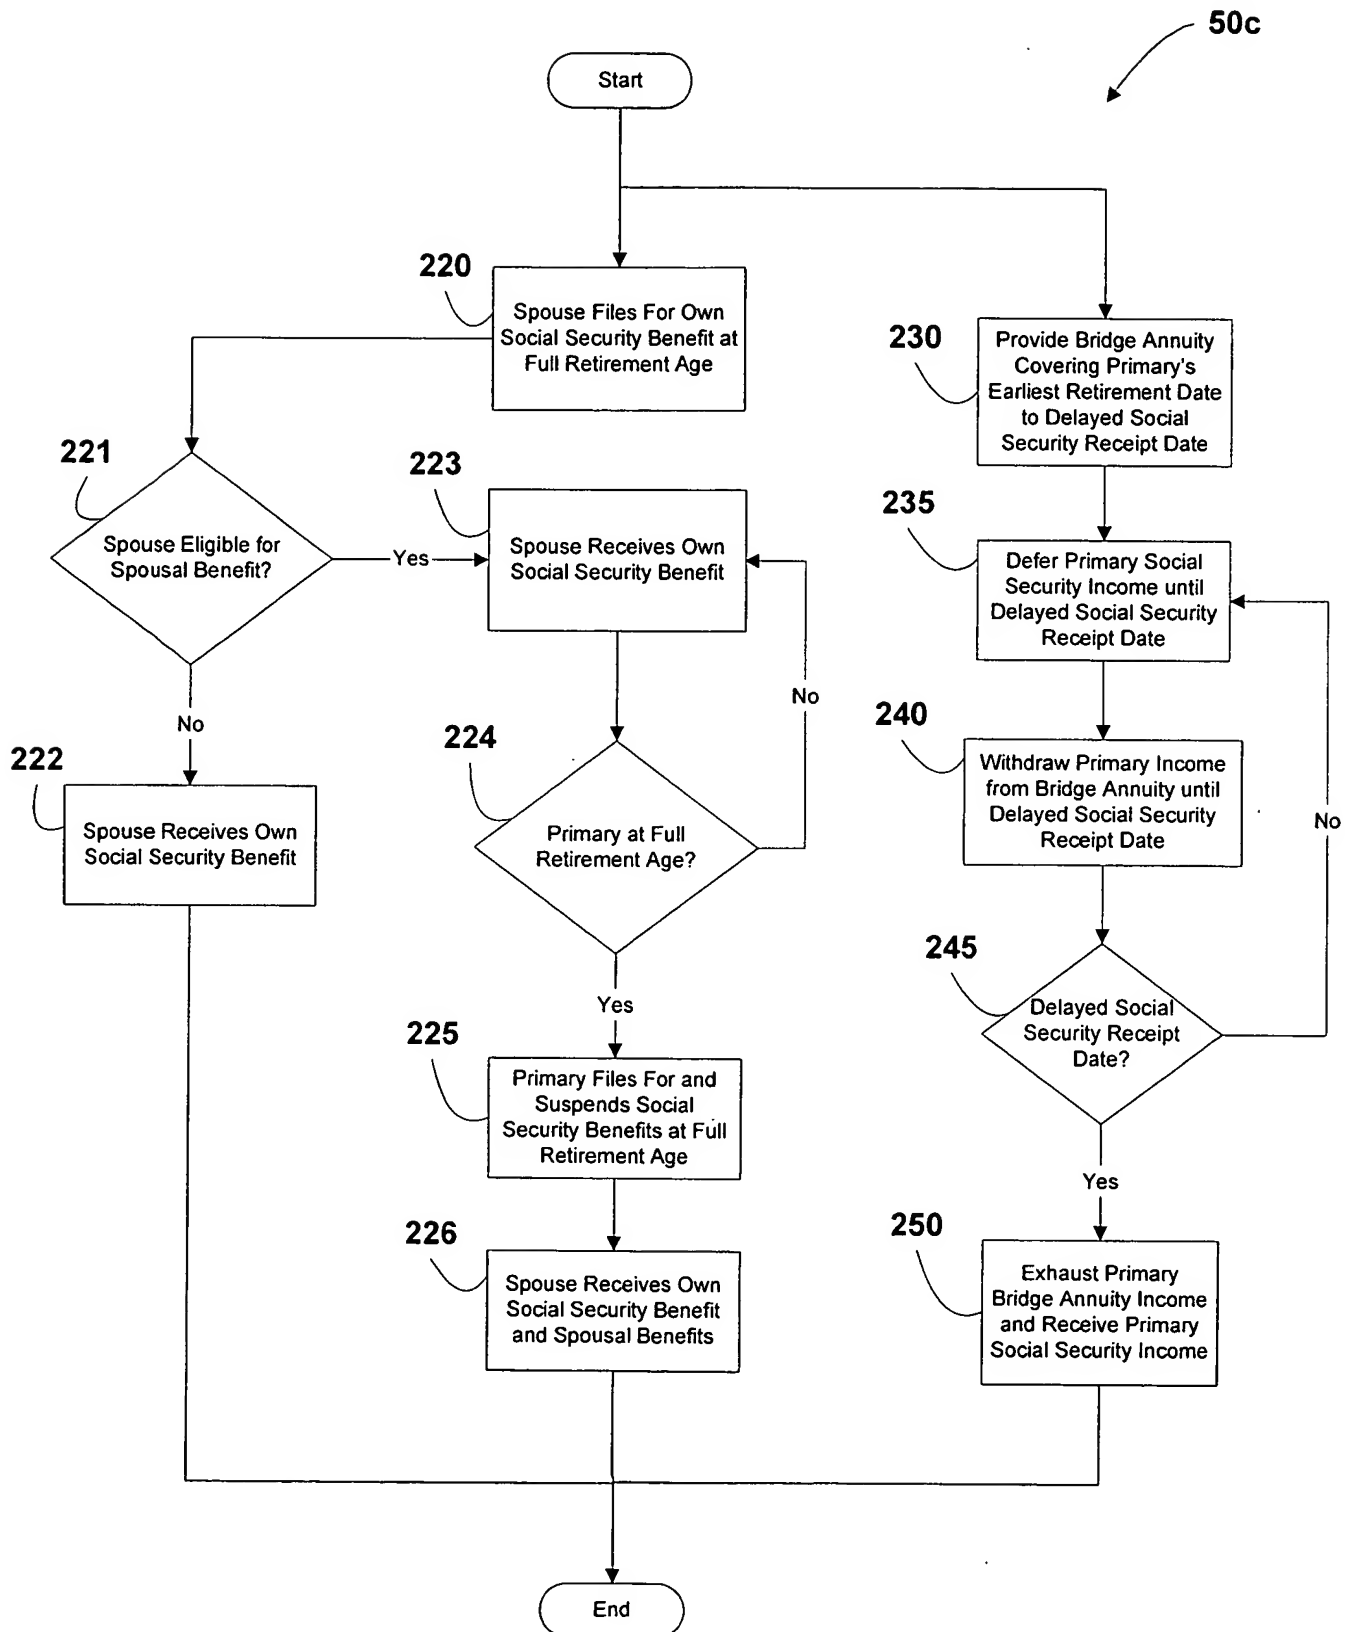 50c
Start
220
Spouse Files For Own
Social Security Benefit at
Full Retirement Age
230
Provide Bridge Annuity
Covering Primary's
Earliest Retirement Date
to Delayed Social
Security Receipt Date
221
Spouse Eligible for
Spousal Benefit?
Yes
223
Spouse Receives Own
Social Security Benefit
No
235
Defer Primary Social
Security Income until
Delayed Social Security
Receipt Date
No
222
Spouse Receives Own
Social Security Benefit
224
Primary at Full
Retirement Age?
No
Yes
240
Withdraw Primary Income
from Bridge Annuity until
Delayed Social Security
Receipt Date
No
245
Delayed Social
Security Receipt
Date?
Yes
225
Primary Files For and
Suspends Social
Security Benefits at Full
Retirement Age
226
Spouse Receives Own
Social Security Benefit
and Spousal Benefits
250
Exhaust Primary
Bridge Annuity Income
and Receive Primary
Social Security Income
End